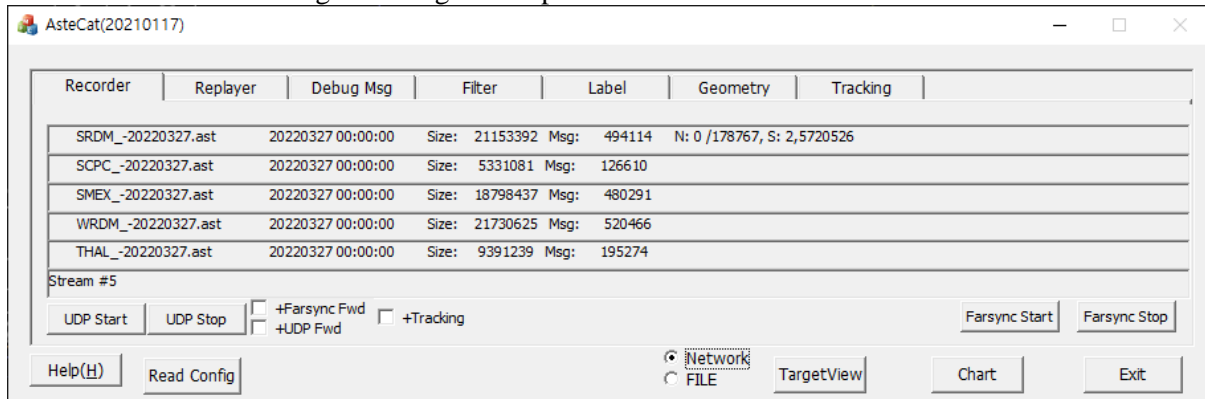 AsteCat(20210117)
Recorder Replayer Debug Msg Filter Label Geometry Tracking
SRDM_-20220327.ast 20220327 00:00:00 Size: 21153392 Msg: 494114 N: 0 /178767, S: 2,5720526
SCPC_-20220327.ast 20220327 00:00:00 Size: 5331081 Msg: 126610
SMEX_-20220327.ast 20220327 00:00:00 Size: 18798437 Msg: 480291
WRDM_-20220327.ast 20220327 00:00:00 Size: 21730625 Msg: 520466
THAL_-20220327.ast 20220327 00:00:00 Size: 9391239 Msg: 195274
Stream #5
UDP Start UDP Stop +Farsync Fwd +Tracking Farsync Start Farsync Stop
+UDP Fwd
Help(H) Read Config Network TargetView Chart Exit
FILE